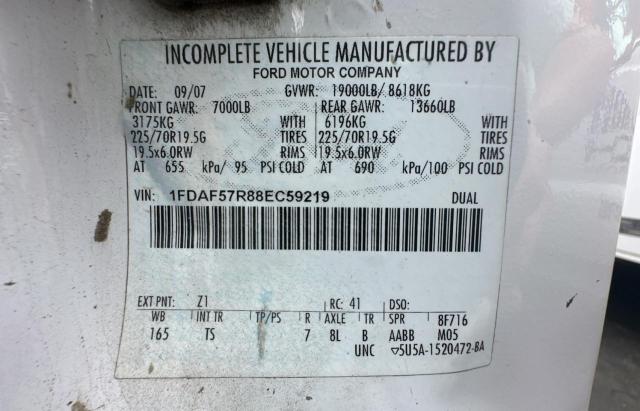 INCOMPLETE VEHICLE MANUFACTURED BY
FORD MOTOR COMPANY
DATE: 09/07 GVWR: 19000LB/ 8618KG
FRONT GAWR: 7000LB REAR GAWR: 13660LB
3175KG WITH 6196KG WITH
225/70R19.5G TIRES 225/70R19.5G TIRES
19.5x6.0RW RIMS 19.5x6.0RW RIMS
AT 655 kPa/ 95 PSI COLD AT 690 kPa/100 PSI COLD
VIN: 1FDAF57R88EC59219 DUAL
EXT PNT: Z1 RC: 41 DSO:
WB INT TR TP/PS R AXLE TR SPR 8F716
165 TS 7 8L B AABB M05
UNC ▽5U5A-1520472-BA